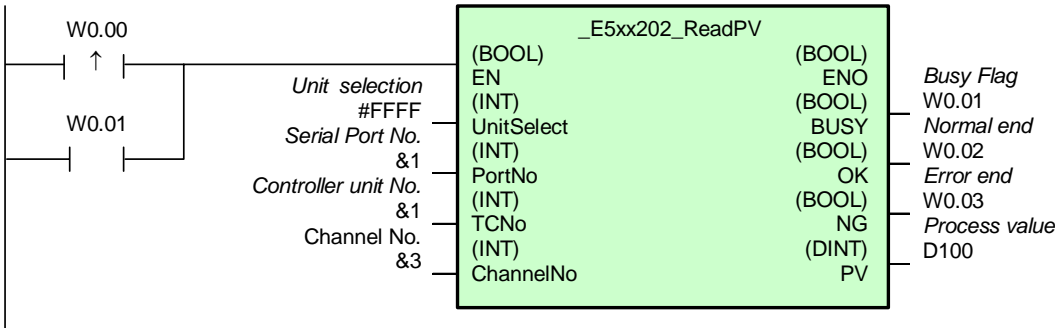 W0.00
↑
W0.01
Unit selection
#FFFF
Serial Port No.
&1
Controller unit No.
&1
Channel No.
&3
_E5xx202_ReadPV
(BOOL) (BOOL)
EN ENO
(INT) (BOOL)
UnitSelect BUSY
(INT) (BOOL)
PortNo OK
(INT) (BOOL)
TCNo NG
(INT) (DINT)
ChannelNo PV
Busy Flag
W0.01
Normal end
W0.02
Error end
W0.03
Process value
D100